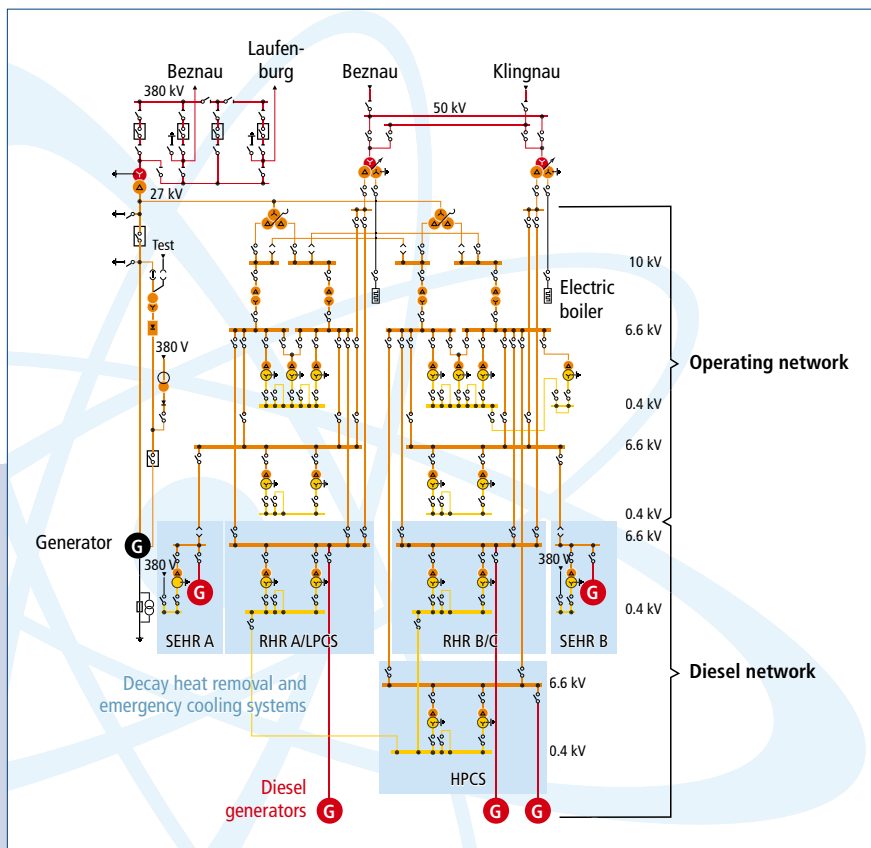 Laufen-
burg
Beznau
Beznau
Klingnau
380 kV
50 kV
27 kV
Test
10 kV
Electric
boiler
6.6 kV
380 V
Operating network
0.4 kV
6.6 kV
0.4 kV
6.6 kV
Generator
G
380 V
380 V
G
G
0.4 kV
SEHR A
RHR A/LPCS
RHR B/C
SEHR B
Decay heat removal and
emergency cooling systems
6.6 kV
Diesel network
0.4 kV
HPCS
Diesel
generators
G
G
G